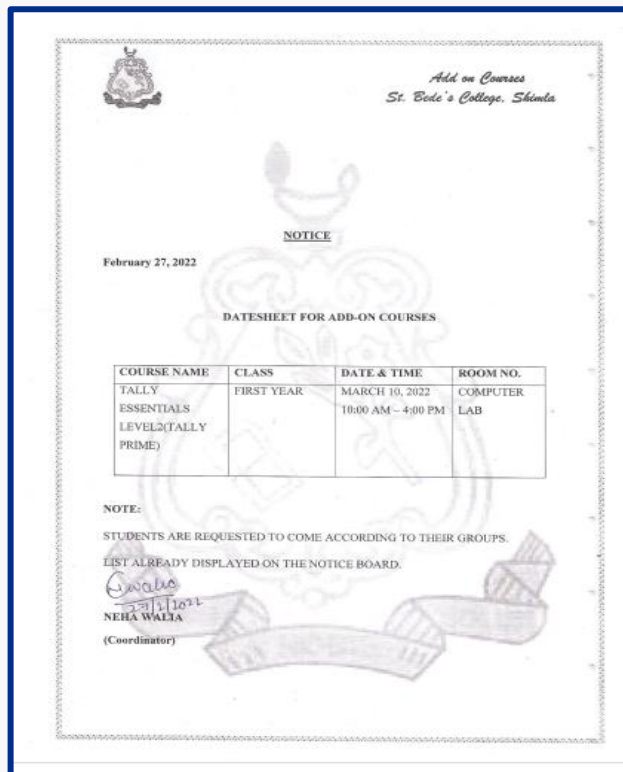 Add on Courses
St. Bede's College, Shimla
NOTICE
February 27, 2022
DATESHEET FOR ADD-ON COURSES
COURSE NAME CLASS DATE & TIME ROOM NO.
TALLY FIRST YEAR MARCH 10, 2022 COMPUTER
ESSENTIALS 10:00 AM – 4:00 PM LAB
LEVEL2(TALLY
PRIME)
NOTE:
STUDENTS ARE REQUESTED TO COME ACCORDING TO THEIR GROUPS.
LIST ALREADY DISPLAYED ON THE NOTICE BOARD.
27/2/2022
NEHA WALIA
(Coordinator)